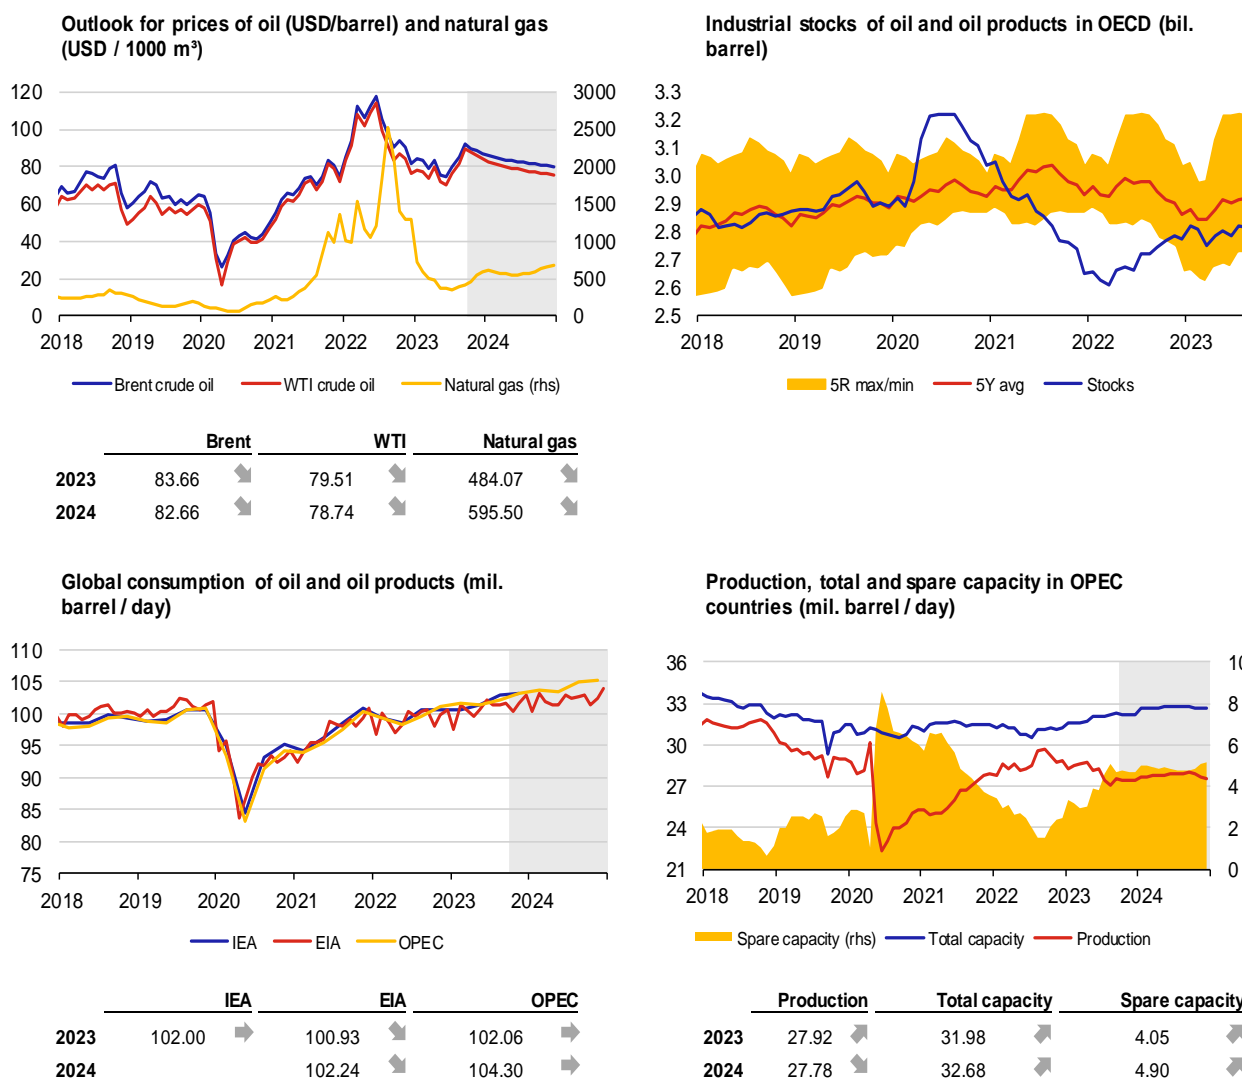 Outlook for prices of oil (USD/barrel) and natural gas
(USD / 1000 m³)
120
100
80
60
40
20
0
3000
2500
2000
1500
1000
500
0
2018 2019 2020 2021 2022 2023 2024
Brent crude oil WTI crude oil Natural gas (rhs)
Brent WTI Natural gas
2023 83.66 79.51 484.07
2024 82.66 78.74 595.50
Industrial stocks of oil and oil products in OECD (bil.
barrel)
3.3
3.2
3.1
3.0
2.9
2.8
2.7
2.6
2.5
2018 2019 2020 2021 2022 2023
5R max/min 5Y avg Stocks
Global consumption of oil and oil products (mil.
barrel / day)
110
105
100
95
90
85
80
75
2018 2019 2020 2021 2022 2023 2024
IEA EIA OPEC
IEA EIA OPEC
2023 102.00 100.93 102.06
2024 102.24 104.30
Production, total and spare capacity in OPEC
countries (mil. barrel / day)
36
33
30
27
24
21
10
8
6
4
2
0
2018 2019 2020 2021 2022 2023 2024
Spare capacity (rhs) Total capacity Production
Production Total capacity Spare capacity
2023 27.92 31.98 4.05
2024 27.78 32.68 4.90